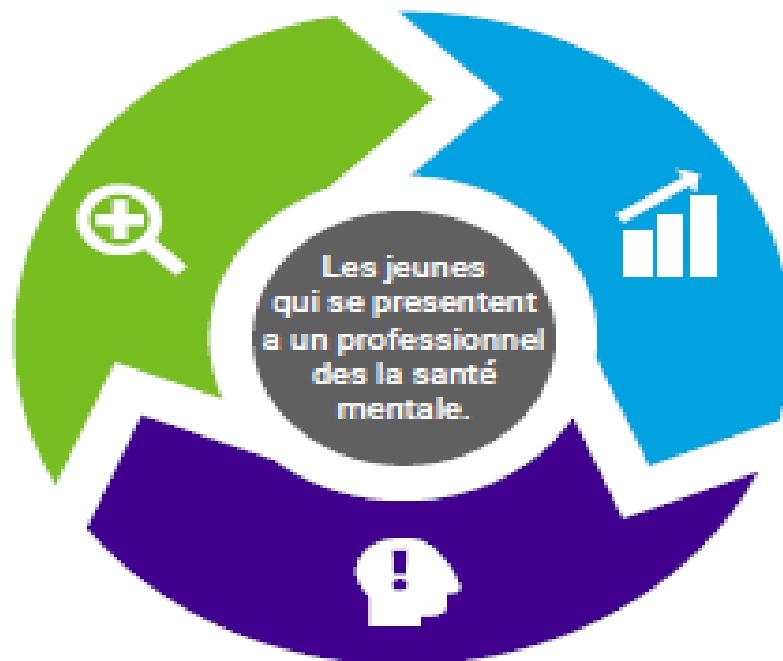 Les jeunes
qui se presentent
a un professionnel
des la santé
mentale.